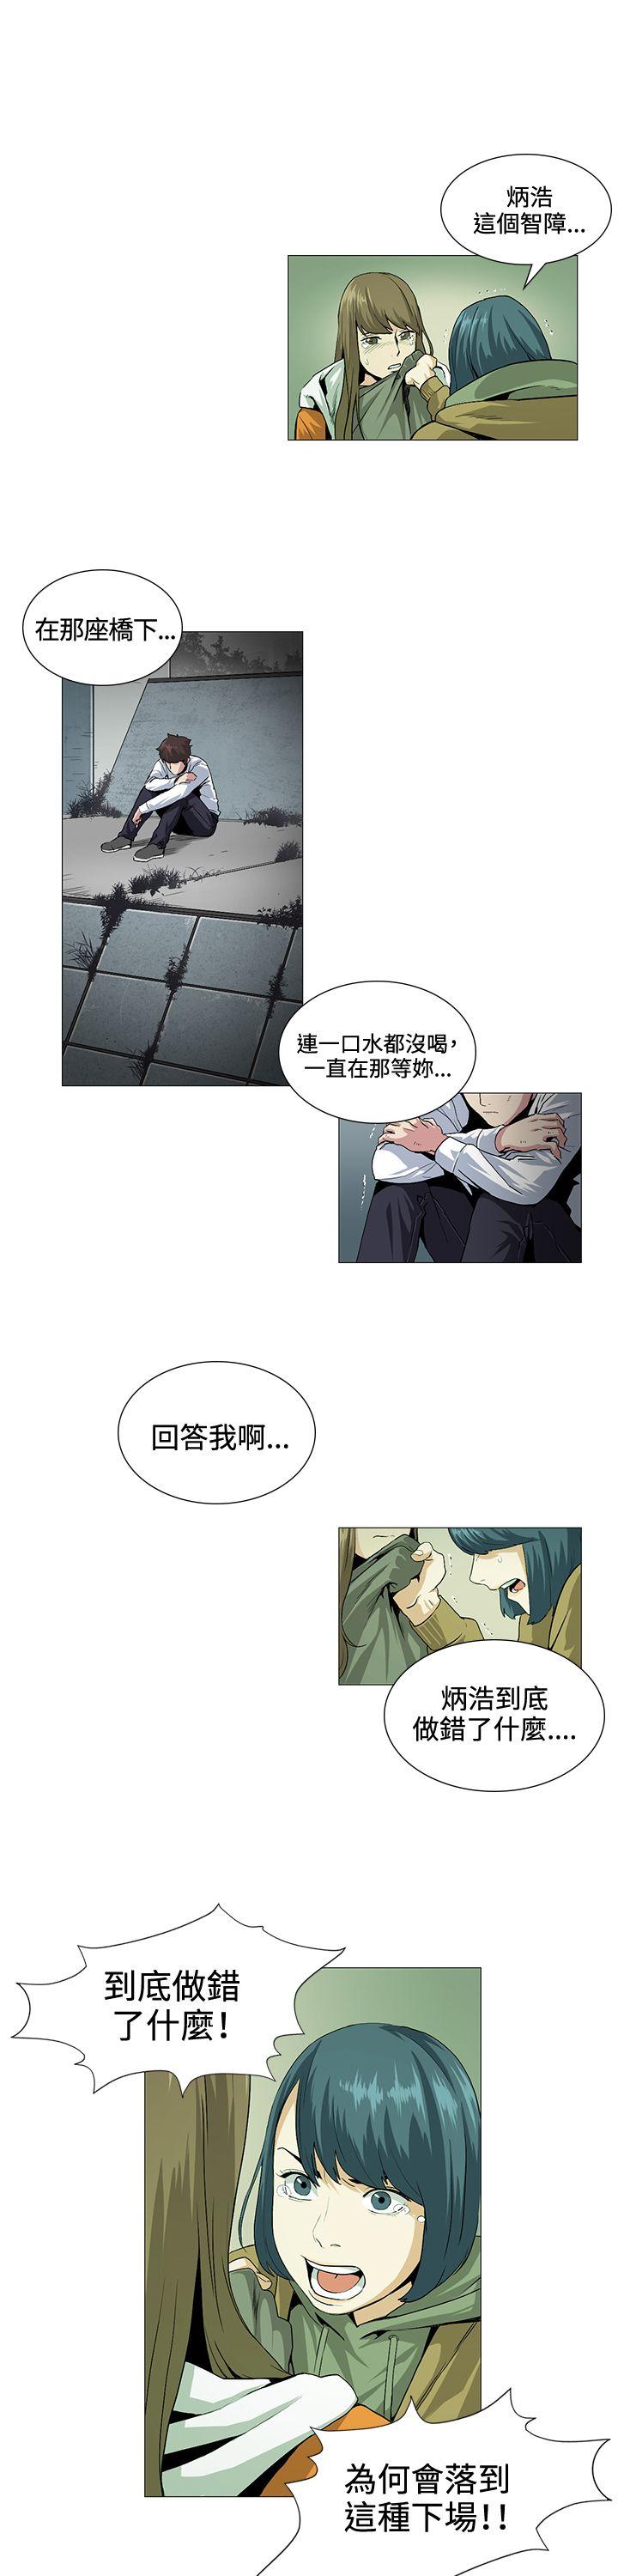 炳浩
這個智障...
在那座橋下...
連一口水都沒喝，
一直在那等妳...
回答我啊...
炳浩到底
做錯了什麼....
到底做錯
了什麼！
為何會落到
這種下場！！